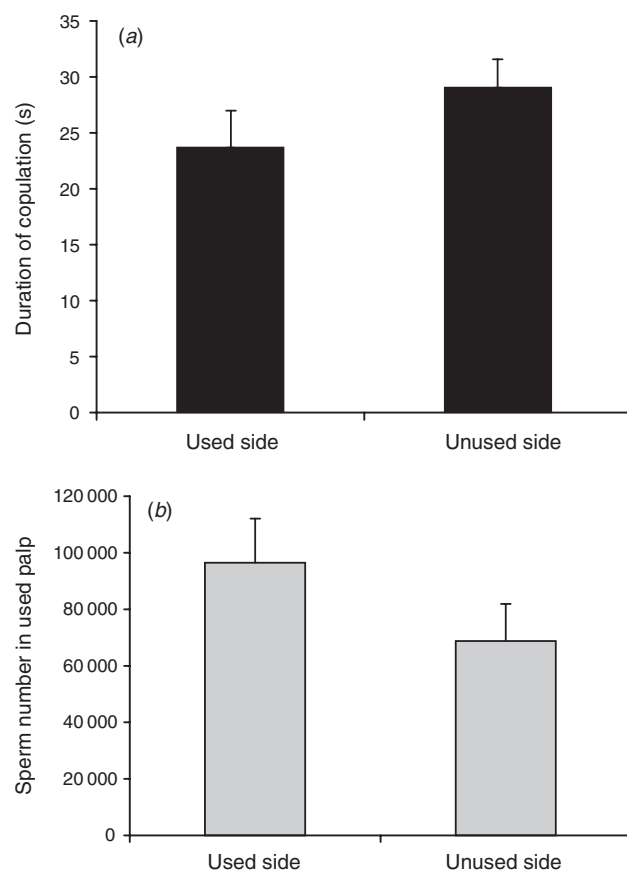 (a)
Duration of copulation (s)
35
30
25
20
15
10
5
0
Used side
Unused side
(b)
Sperm number in used palp
120 000
100 000
80 000
60 000
40 000
20 000
0
Used side
Unused side